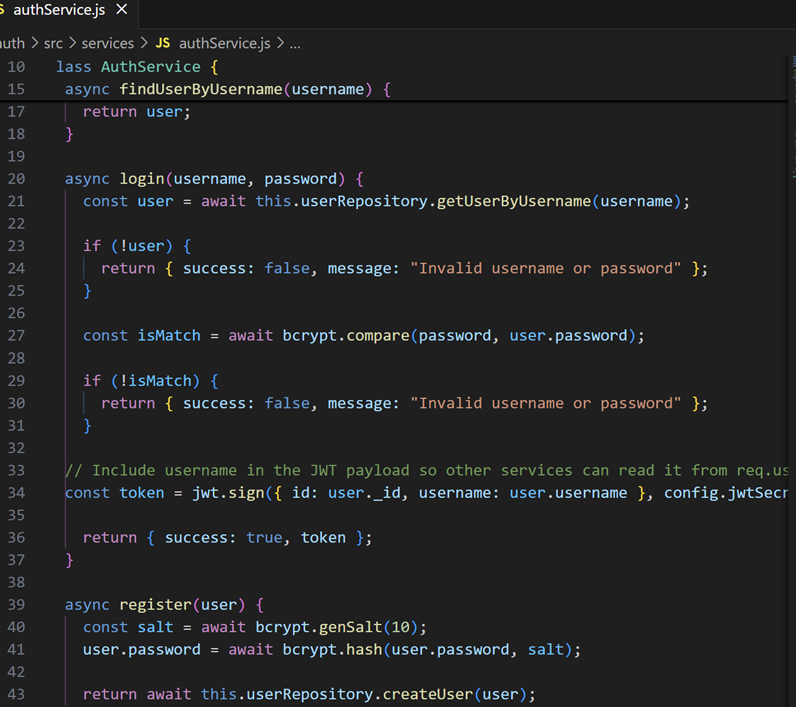 authService.js ×
auth > src > services > JS authService.js > ...
10 lass AuthService {
15 async findUserByUsername(username) {
17 return user;
18 }
19
20 async login(username, password) {
21 const user = await this.userRepository.getUserByUsername(username);
22
23 if (!user) {
24 return { success: false, message: "Invalid username or password" };
25 }
26
27 const isMatch = await bcrypt.compare(password, user.password);
28
29 if (!isMatch) {
30 return { success: false, message: "Invalid username or password" };
31 }
32
33 // Include username in the JWT payload so other services can read it from req.us
34 const token = jwt.sign({ id: user._id, username: user.username }, config.jwtSecr
35
36 return { success: true, token };
37 }
38
39 async register(user) {
40 const salt = await bcrypt.genSalt(10);
41 user.password = await bcrypt.hash(user.password, salt);
42
43 return await this.userRepository.createUser(user);